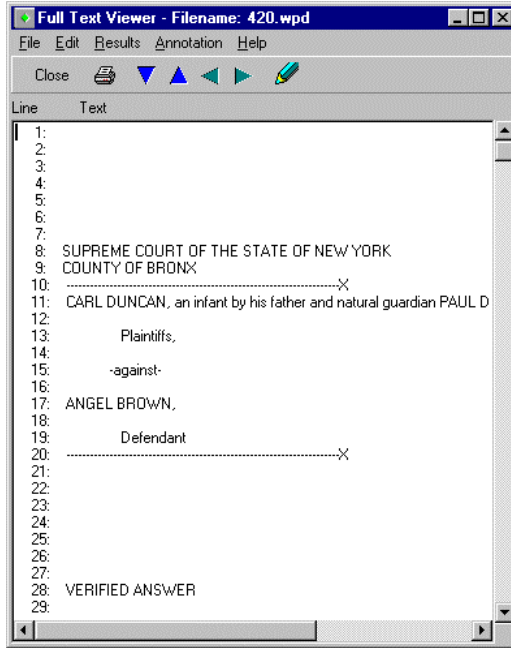 Full Text Viewer - Filename: 420.wpd
File Edit Results Annotation Help
Close
Line Text
1:
2:
3:
4:
5:
6:
7:
8: SUPREME COURT OF THE STATE OF NEW YORK
9: COUNTY OF BRONX
10: ----------------------------------------------------------------------X
11: CARL DUNCAN, an infant by his father and natural guardian PAUL D
12:
13: Plaintiffs,
14:
15: -against-
16:
17: ANGEL BROWN,
18:
19: Defendant
20: ----------------------------------------------------------------------X
21:
22:
23:
24:
25:
26:
27:
28: VERIFIED ANSWER
29: